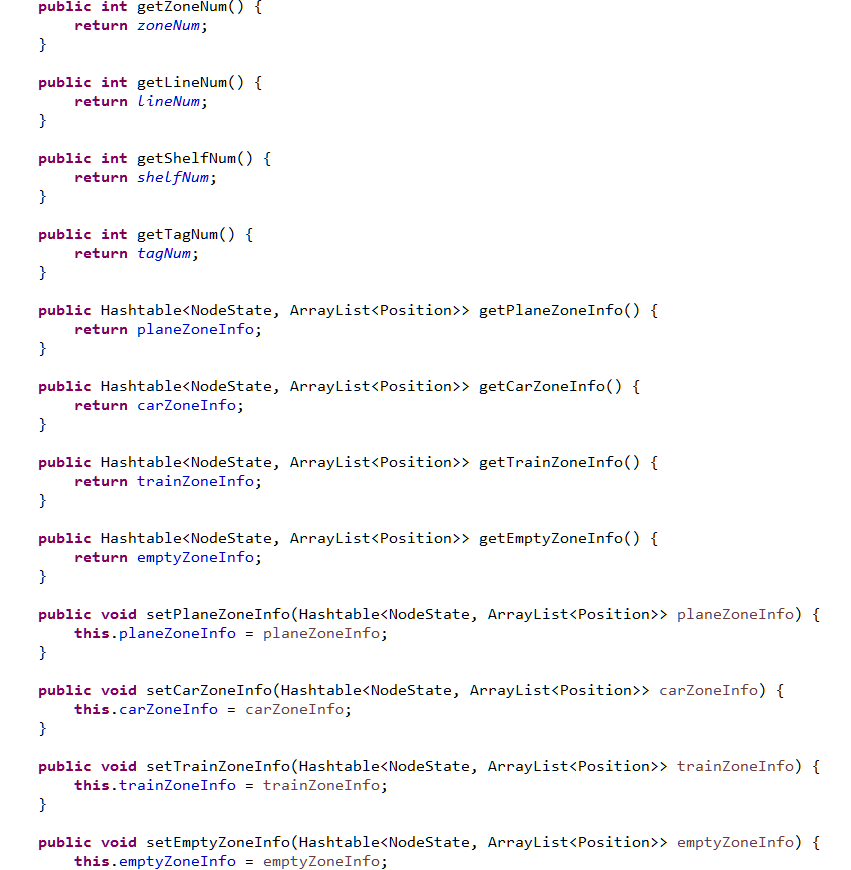 public int getZoneNum() {
return zoneNum;
}
public int getLineNum() {
return lineNum;
}
public int getShelfNum() {
return shelfNum;
}
public int getTagNum() {
return tagNum;
}
public Hashtable<NodeState, ArrayList<Position>> getPlaneZoneInfo() {
return planeZoneInfo;
}
public Hashtable<NodeState, ArrayList<Position>> getCarZoneInfo() {
return carZoneInfo;
}
public Hashtable<NodeState, ArrayList<Position>> getTrainZoneInfo() {
return trainZoneInfo;
}
public Hashtable<NodeState, ArrayList<Position>> getEmptyZoneInfo() {
return emptyZoneInfo;
}
public void setPlaneZoneInfo(Hashtable<NodeState, ArrayList<Position>> planeZoneInfo) {
this.planeZoneInfo = planeZoneInfo;
}
public void setCarZoneInfo(Hashtable<NodeState, ArrayList<Position>> carZoneInfo) {
this.carZoneInfo = carZoneInfo;
}
public void setTrainZoneInfo(Hashtable<NodeState, ArrayList<Position>> trainZoneInfo) {
this.trainZoneInfo = trainZoneInfo;
}
public void setEmptyZoneInfo(Hashtable<NodeState, ArrayList<Position>> emptyZoneInfo) {
this.emptyZoneInfo = emptyZoneInfo;